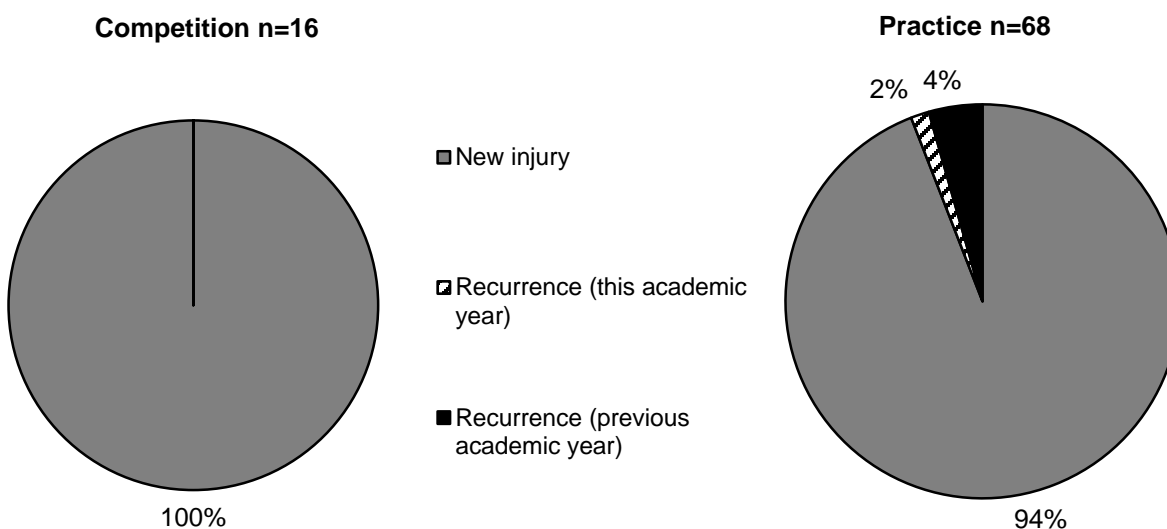 Competition n=16
100%
New injury
Recurrence (this academic
year)
Recurrence (previous
academic year)
Practice n=68
2%
4%
94%